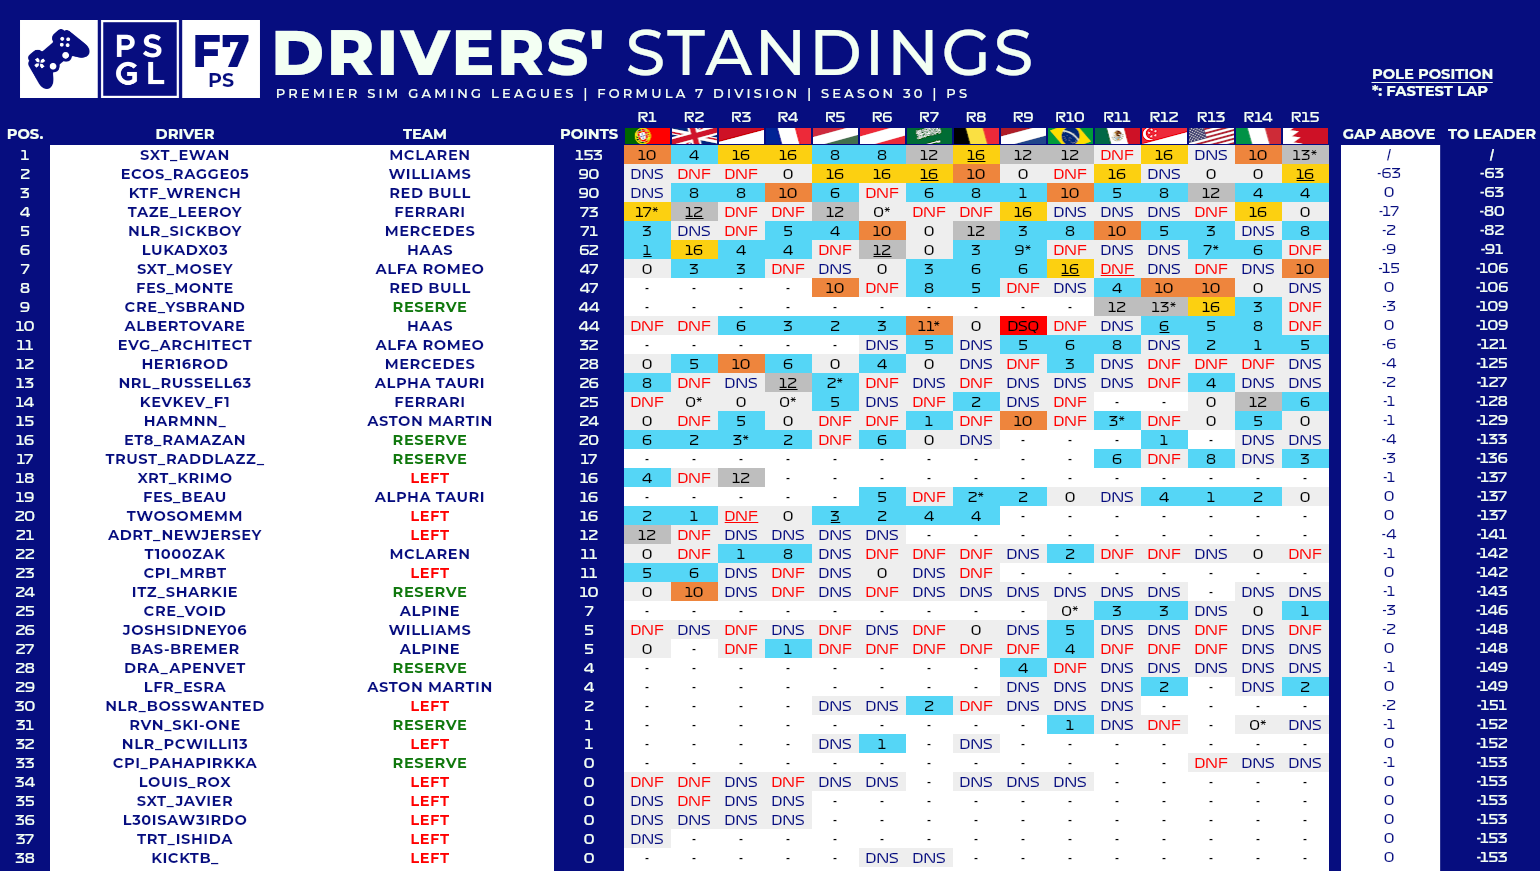 PS GL F7 PS DRIVERS' STANDINGS
PREMIER SIM GAMING LEAGUES | FORMULA 7 DIVISION | SEASON 30 | PS
POLE POSITION
*: FASTEST LAP
R1 R2 R3 R4 R5 R6 R7 R8 R9 R10 R11 R12 R13 R14 R15
POS. DRIVER TEAM POINTS GAP ABOVE TO LEADER
1 SXT_EWAN MCLAREN 153 10 4 16 16 8 8 12 16 12 12 DNF 16 DNS 10 13* / /
2 ECOS_RAGGE05 WILLIAMS 90 DNS DNF DNF 0 16 16 16 10 0 DNF 16 DNS 0 0 16 -63 -63
3 KTF_WRENCH RED BULL 90 DNS 8 8 10 6 DNF 6 8 1 10 5 8 12 4 4 0 -63
4 TAZE_LEEROY FERRARI 73 17* 12 DNF DNF 12 0* DNF DNF 16 DNS DNS DNS DNF 16 0 -17 -80
5 NLR_SICKBOY MERCEDES 71 3 DNS DNF 5 4 10 0 12 3 8 10 5 3 DNS 8 -2 -82
6 LUKADX03 HAAS 62 1 16 4 4 DNF 12 0 3 9* DNF DNS DNS 7* 6 DNF -9 -91
7 SXT_MOSEY ALFA ROMEO 47 0 3 3 DNF DNS 0 3 6 6 16 DNF DNS DNF DNS 10 -15 -106
8 FES_MONTE RED BULL 47 - - - - 10 DNF 8 5 DNF DNS 4 10 10 0 DNS 0 -106
9 CRE_YSBRAND RESERVE 44 - - - - - - - - - - 12 13* 16 3 DNF -3 -109
10 ALBERTOVARE HAAS 44 DNF DNF 6 3 2 3 11* 0 DSQ DNF DNS 6 5 8 DNF 0 -109
11 EVG_ARCHITECT ALFA ROMEO 32 - - - - - DNS 5 DNS 5 6 8 DNS 2 1 5 -6 -121
12 HER16ROD MERCEDES 28 0 5 10 6 0 4 0 DNS DNF 3 DNS DNF DNF DNF DNS -4 -125
13 NRL_RUSSELL63 ALPHA TAURI 26 8 DNF DNS 12 2* DNF DNS DNF DNS DNS DNS DNF 4 DNS DNS -2 -127
14 KEVKEV_F1 FERRARI 25 DNF 0* 0 0* 5 DNS DNF 2 DNS DNF - - 0 12 6 -1 -128
15 HARMNN_ ASTON MARTIN 24 0 DNF 5 0 DNF DNF 1 DNF 10 DNF 3* DNF 0 5 0 -1 -129
16 ET8_RAMAZAN RESERVE 20 6 2 3* 2 DNF 6 0 DNS - - - 1 - DNS DNS -4 -133
17 TRUST_RADDLAZZ_ RESERVE 17 - - - - - - - - - - 6 DNF 8 DNS 3 -3 -136
18 XRT_KRIMO LEFT 16 4 DNF 12 - - - - - - - - - - - - -1 -137
19 FES_BEAU ALPHA TAURI 16 - - - - - 5 DNF 2* 2 0 DNS 4 1 2 0 0 -137
20 TWOSOMEMM LEFT 16 2 1 DNF 0 3 2 4 4 - - - - - - - 0 -137
21 ADRT_NEWJERSEY LEFT 12 12 DNF DNS DNS DNS DNS - - - - - - - - - -4 -141
22 T1000ZAK MCLAREN 11 0 DNF 1 8 DNS DNF DNF DNF DNS 2 DNF DNF DNS 0 DNF -1 -142
23 CPI_MRBT LEFT 11 5 6 DNS DNF DNS 0 DNS DNF - - - - - - - 0 -142
24 ITZ_SHARKIE RESERVE 10 0 10 DNS DNF DNS DNF DNS DNS DNS DNS DNS DNS - DNS DNS -1 -143
25 CRE_VOID ALPINE 7 - - - - - - - - - 0* 3 3 DNS 0 1 -3 -146
26 JOSHSIDNEY06 WILLIAMS 5 DNF DNS DNF DNS DNF DNS DNF 0 DNS 5 DNS DNS DNF DNS DNF -2 -148
27 BAS-BREMER ALPINE 5 0 - DNF 1 DNF DNF DNF DNF DNF 4 DNF DNF DNF DNS DNS 0 -148
28 DRA_APENVET RESERVE 4 - - - - - - - - 4 DNF DNS DNS DNS DNS DNS -1 -149
29 LFR_ESRA ASTON MARTIN 4 - - - - - - - - DNS DNS DNS 2 - DNS 2 0 -149
30 NLR_BOSSWANTED LEFT 2 - - - - DNS DNS 2 DNF DNS DNS DNS - - - - -2 -151
31 RVN_SKI-ONE RESERVE 1 - - - - - - - - - 1 DNS DNF - 0* DNS -1 -152
32 NLR_PCWILLI13 LEFT 1 - - - - DNS 1 - DNS - - - - - - - 0 -152
33 CPI_PAHAPIRKKA RESERVE 0 - - - - - - - - - - - - DNF DNS DNS -1 -153
34 LOUIS_ROX LEFT 0 DNF DNF DNS DNF DNS DNS - DNS DNS DNS - - - - - 0 -153
35 SXT_JAVIER LEFT 0 DNS DNF DNS DNS - - - - - - - - - - - 0 -153
36 L30ISAW3IRDO LEFT 0 DNS DNS DNS DNS - - - - - - - - - - - 0 -153
37 TRT_ISHIDA LEFT 0 DNS - - - - - - - - - - - - - - 0 -153
38 KICKTB_ LEFT 0 - - - - - DNS DNS - - - - - - - - 0 -153